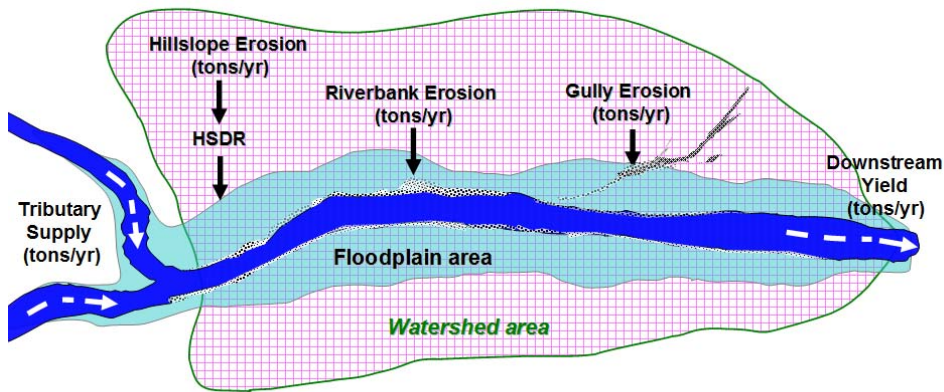 Hillslope Erosion
(tons/yr)
HSDR
Riverbank Erosion
(tons/yr)
Gully Erosion
(tons/yr)
Downstream
Yield
(tons/yr)
Tributary
Supply
(tons/yr)
Floodplain area
Watershed area